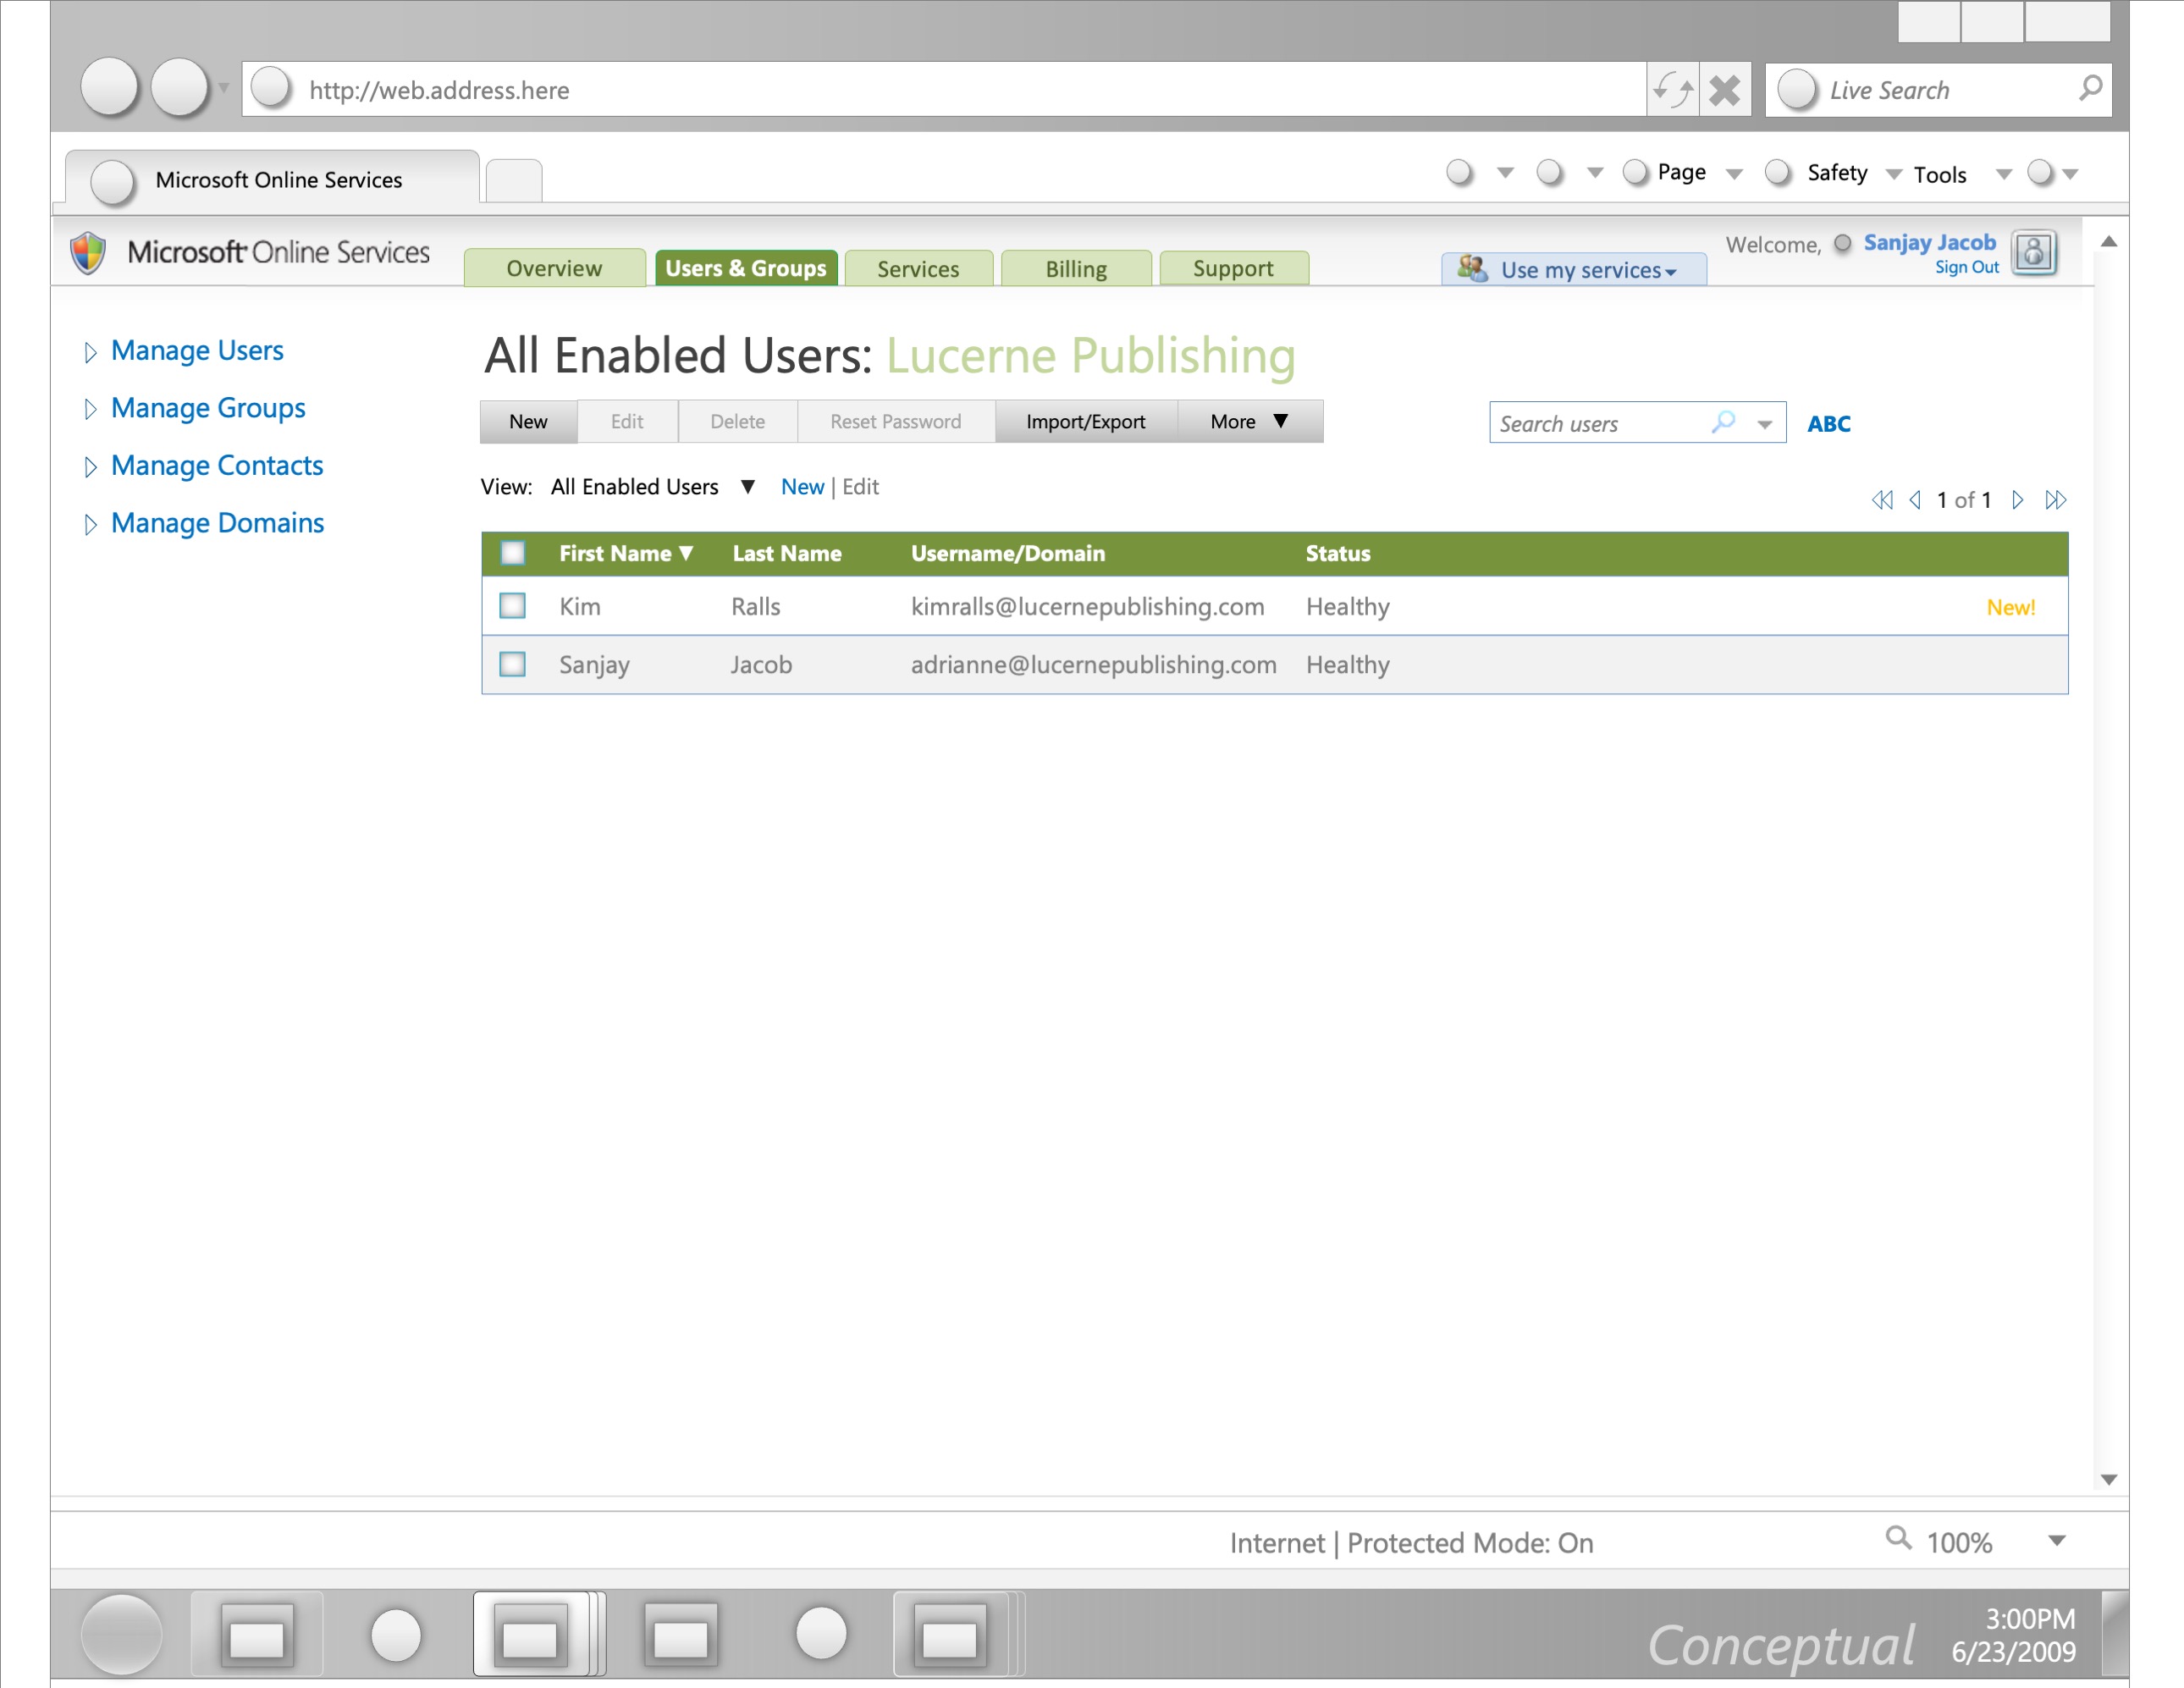 http://web.address.here
Live Search
Microsoft Online Services
Page
Safety
Tools
Microsoft Online Services
Overview
Users & Groups
Services
Billing
Support
Use my services
Welcome, Sanjay Jacob
Sign Out
Manage Users
Manage Groups
Manage Contacts
Manage Domains
All Enabled Users: Lucerne Publishing
New Edit Delete Reset Password Import/Export More
Search users
ABC
View: All Enabled Users New | Edit
1 of 1
First Name Last Name Username/Domain Status
Kim Ralls kimralls@lucernepublishing.com Healthy New!
Sanjay Jacob adrianne@lucernepublishing.com Healthy
Internet | Protected Mode: On
100%
Conceptual
3:00PM
6/23/2009